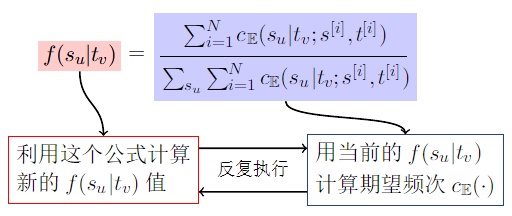 f(s_u|t_v) = \frac{\sum_{i=1}^{N} c_{\mathbb{E}}(s_u|t_v; s^{[i]}, t^{[i]})}{\sum_{s_u} \sum_{i=1}^{N} c_{\mathbb{E}}(s_u|t_v; s^{[i]}, t^{[i]})}
利用这个公式计算
新的 f(s_u|t_v) 值
反复执行
用当前的 f(s_u|t_v)
计算期望频次 c_{\mathbb{E}}(·)